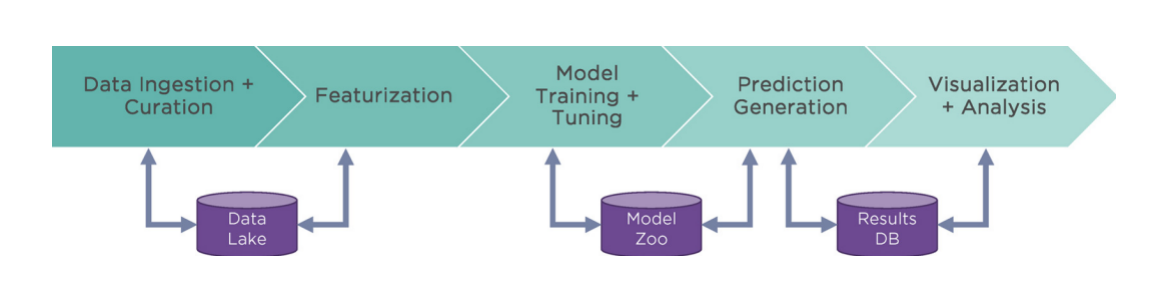 Data Ingestion +
Curation
Featurization
Model
Training +
Tuning
Prediction
Generation
Visualization
+ Analysis
Data
Lake
Model
Zoo
Results
DB